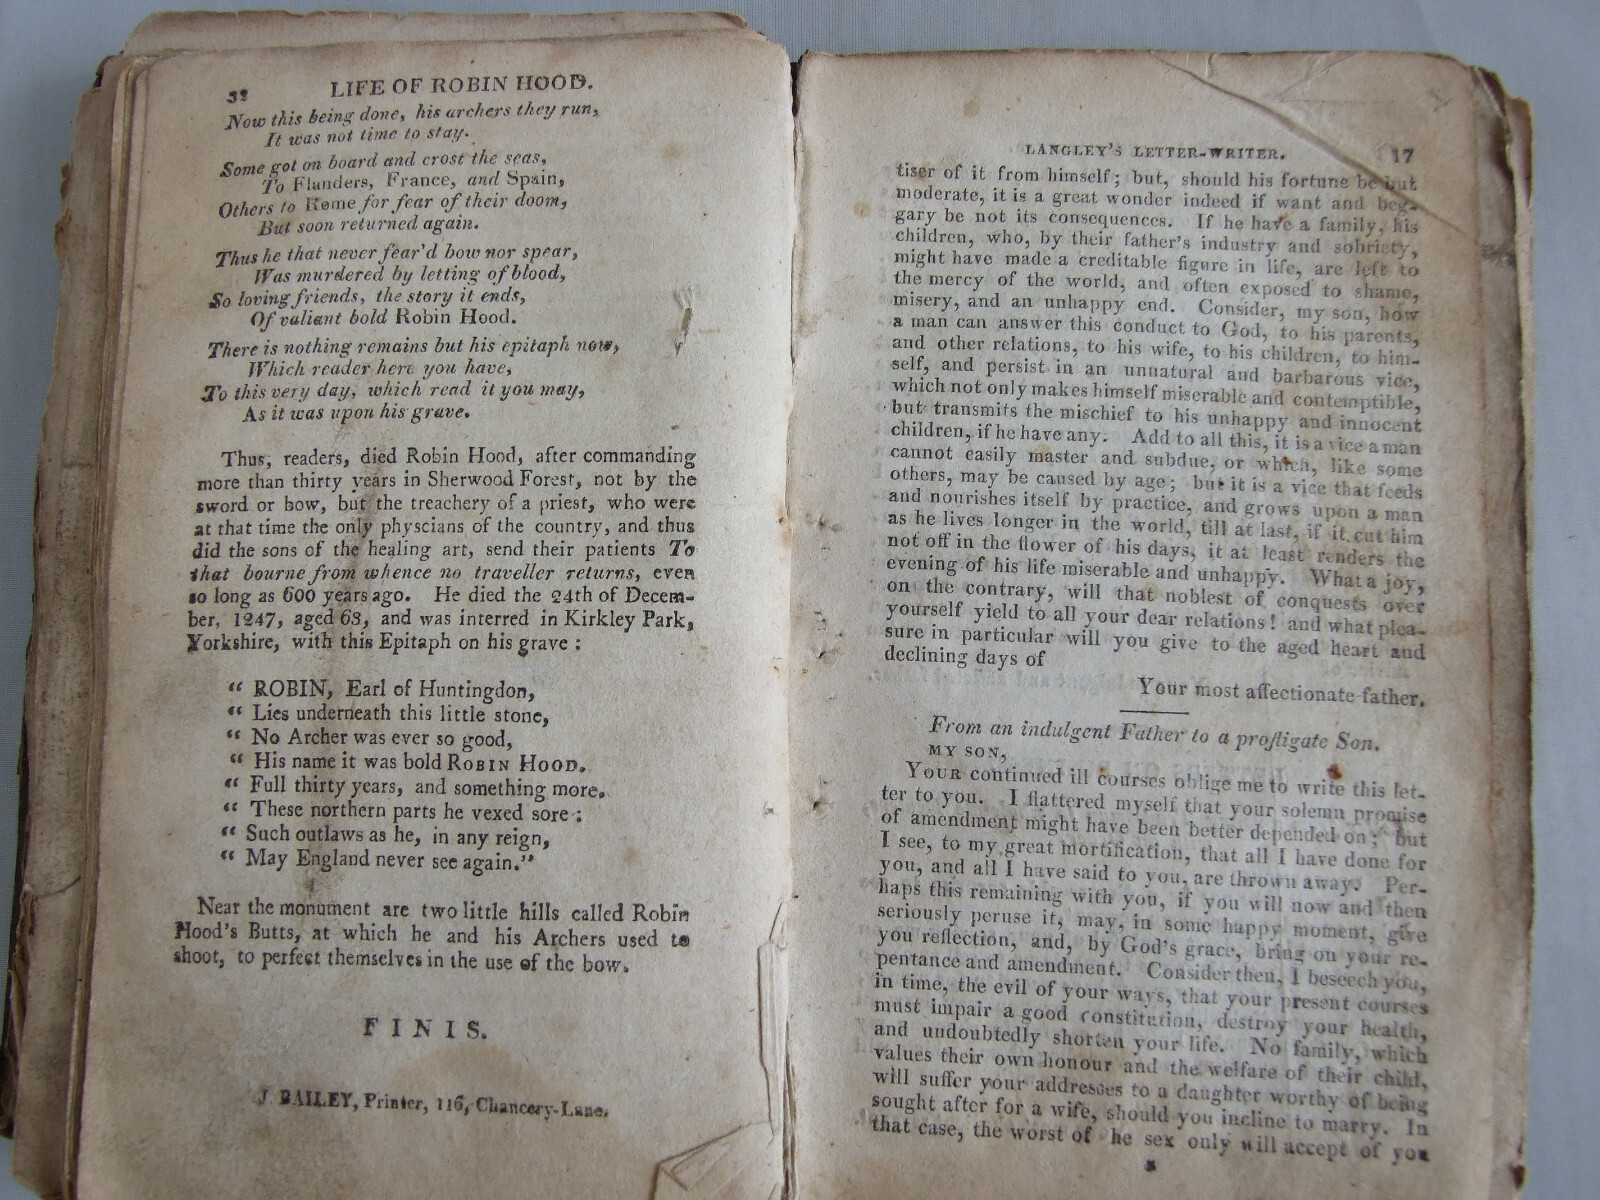 32 LIFE OF ROBIN HOOD.
Now this being done, his archers they run,
It was not time to stay.
Some got on board and crost the seas,
To Flanders, France, and Spain,
Others to Rome for fear of their doom,
But soon returned again.
Thus he that never fear'd bow nor spear,
Was murdered by letting of blood,
So loving friends, the story it ends,
Of valiant bold Robin Hood.
There is nothing remains but his epitaph now,
Which reader here you have,
To this very day, which read it you may,
As it was upon his grave.
Thus, readers, died Robin Hood, after commanding
more than thirty years in Sherwood Forest, not by the
sword or bow, but the treachery of a priest, who were
at that time the only physcians of the country, and thus
did the sons of the healing art, send their patients To
that bourne from whence no traveller returns, even
so long as 600 years ago. He died the 24th of Decem-
ber, 1247, aged 63, and was interred in Kirkley Park,
Yorkshire, with this Epitaph on his grave :
“ ROBIN, Earl of Huntingdon,
“ Lies underneath this little stone,
“ No Archer was ever so good,
“ His name it was bold ROBIN HOOD.
“ Full thirty years, and something more,
“ These northern parts he vexed sore :
“ Such outlaws as he, in any reign,
“ May England never see again.”
Near the monument are two little hills called Robin
Hood's Butts, at which he and his Archers used to
shoot, to perfect themselves in the use of the bow.
FINIS.
J BAILEY, Printer, 116, Chancery-Lane.
LANGLEY'S LETTER-WRITER. 17
tiser of it from himself ; but, should his fortune be but
moderate, it is a great wonder indeed if want and beg-
gary be not its consequences. If he have a family, his
children, who, by their father's industry and sobriety,
might have made a creditable figure in life, are left to
the mercy of the world, and often exposed to shame,
misery, and an unhappy end. Consider, my son, how
a man can answer this conduct to God, to his parents,
and other relations, to his wife, to his children, to him-
self, and persist in an unnatural and barbarous vice,
which not only makes himself miserable and contemptible,
but transmits the mischief to his unhappy and innocent
children, if he have any. Add to all this, it is a vice a man
cannot easily master and subdue, or which, like some
others, may be caused by age ; but it is a vice that feeds
and nourishes itself by practice, and grows upon a man
as he lives longer in the world, till at last, if it cut him
not off in the flower of his days, it at least renders the
evening of his life miserable and unhappy. What a joy,
on the contrary, will that noblest of conquests over
yourself yield to all your dear relations ! and what plea-
sure in particular will you give to the aged heart and
declining days of
Your most affectionate father.
From an indulgent Father to a profligate Son.
MY SON,
YOUR continued ill courses oblige me to write this let-
ter to you. I flattered myself that your solemn promise
of amendment might have been better depended on ; but
I see, to my great mortification, that all I have done for
you, and all I have said to you, are thrown away. Per-
haps this remaining with you, if you will now and then
seriously peruse it, may, in some happy moment, give
you reflection, and, by God's grace, bring on your re-
pentance and amendment. Consider then, I beseech you,
in time, the evil of your ways, that your present courses
must impair a good constitution, destroy your health,
and undoubtedly shorten your life. No family, which
values their own honour and the welfare of their child,
will suffer your addresses to a daughter worthy of being
sought after for a wife, should you incline to marry. In
that case, the worst of he sex only will accept of you